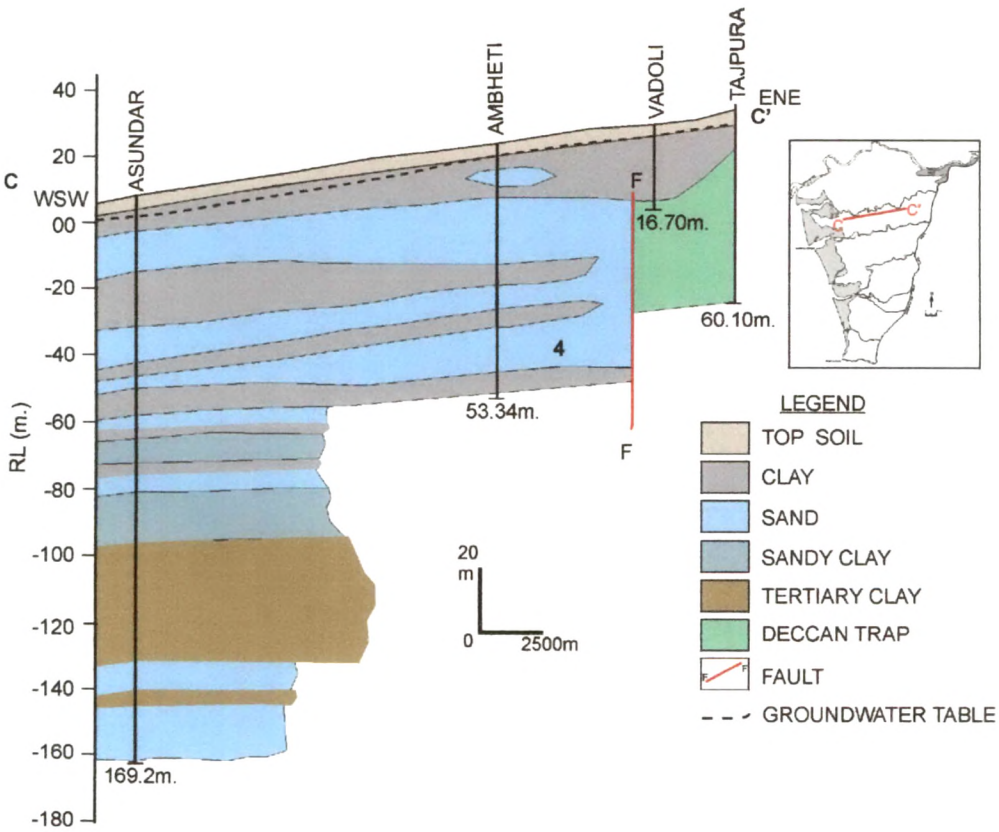 40
20
00
-20
-40
-60
-80
-100
-120
-140
-160
-180
RL (m.)
C
WSW
ASUNDAR
AMBHETI
VADOLI
TAJPURA
ENE
C'
F
16.70m.
60.10m.
4
53.34m.
F
169.2m.
20
m
0
2500m
C
C'
LEGEND
TOP SOIL
CLAY
SAND
SANDY CLAY
TERTIARY CLAY
DECCAN TRAP
F F
FAULT
GROUNDWATER TABLE